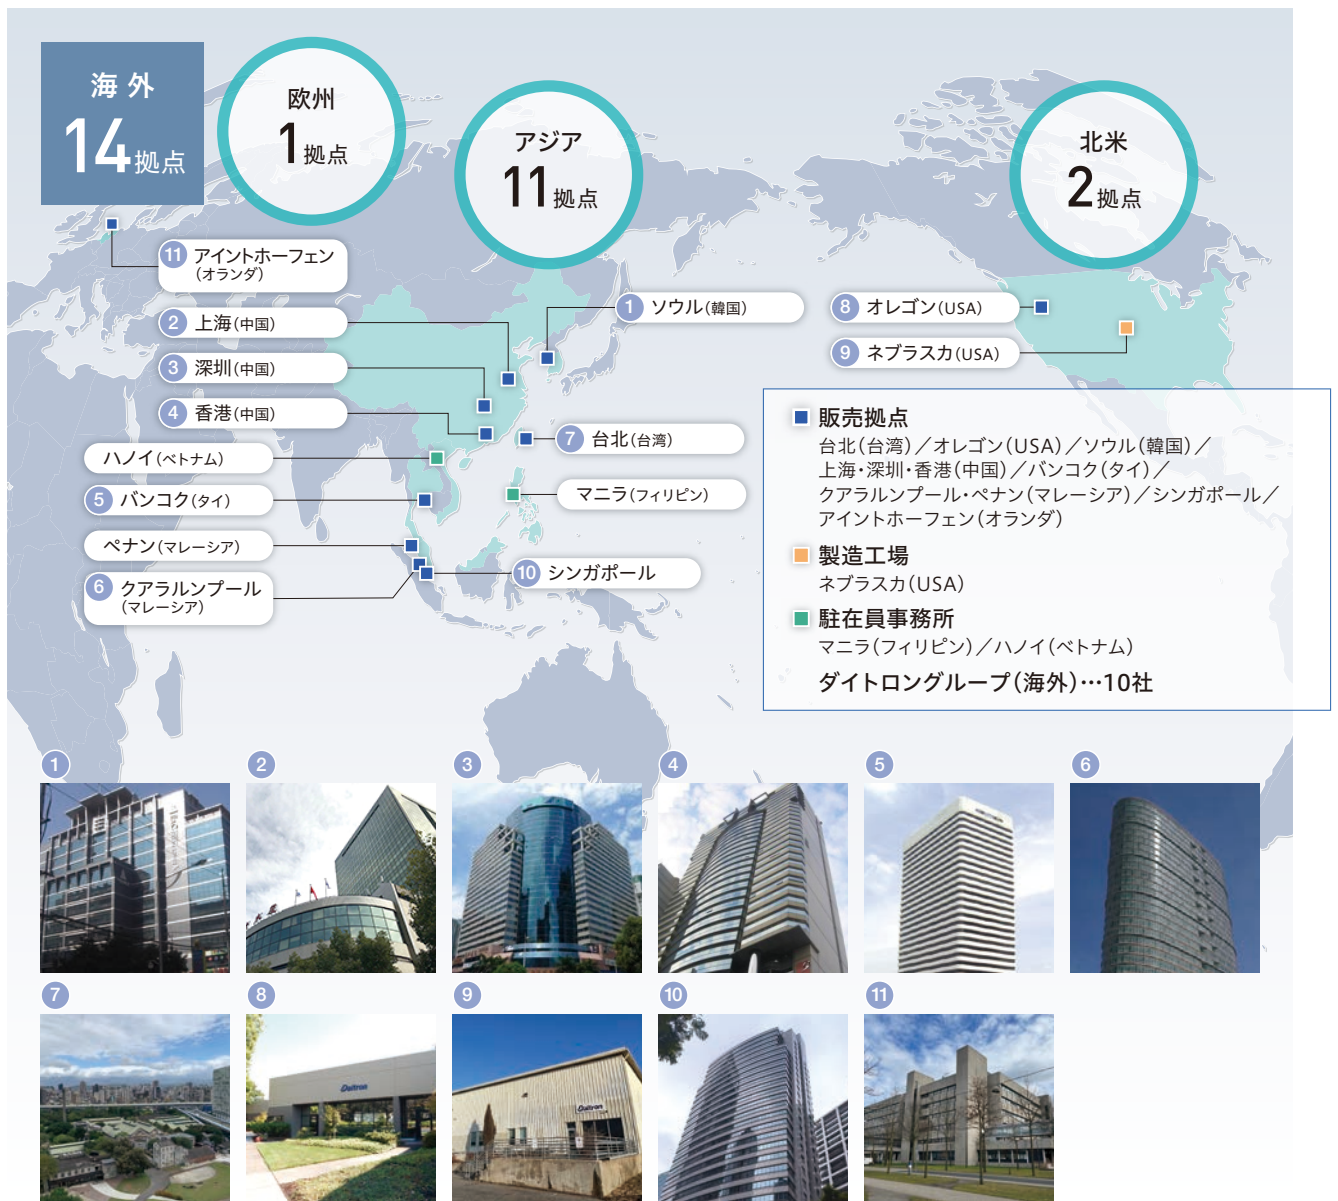 海外
14拠点
欧州
1拠点
アジア
11拠点
北米
2拠点
11 アイントホーフェン
(オランダ)
2 上海(中国)
3 深圳(中国)
4 香港(中国)
ハノイ(ベトナム)
5 バンコク(タイ)
ペナン(マレーシア)
6 クアラルンプール
(マレーシア)
1 ソウル(韓国)
7 台北(台湾)
マニラ(フィリピン)
10 シンガポール
8 オレゴン(USA)
9 ネブラスカ(USA)
販売拠点
台北(台湾)/オレゴン(USA)/ソウル(韓国)/
上海・深圳・香港(中国)/バンコク(タイ)/
クアラルンプール・ペナン(マレーシア)/シンガポール/
アイントホーフェン(オランダ)
製造工場
ネブラスカ(USA)
駐在員事務所
マニラ(フィリピン)/ハノイ(ベトナム)
ダイトロングループ(海外)…10社
1
2
3
4
5
6
7
8
Daitron
9
Daitron
10
11